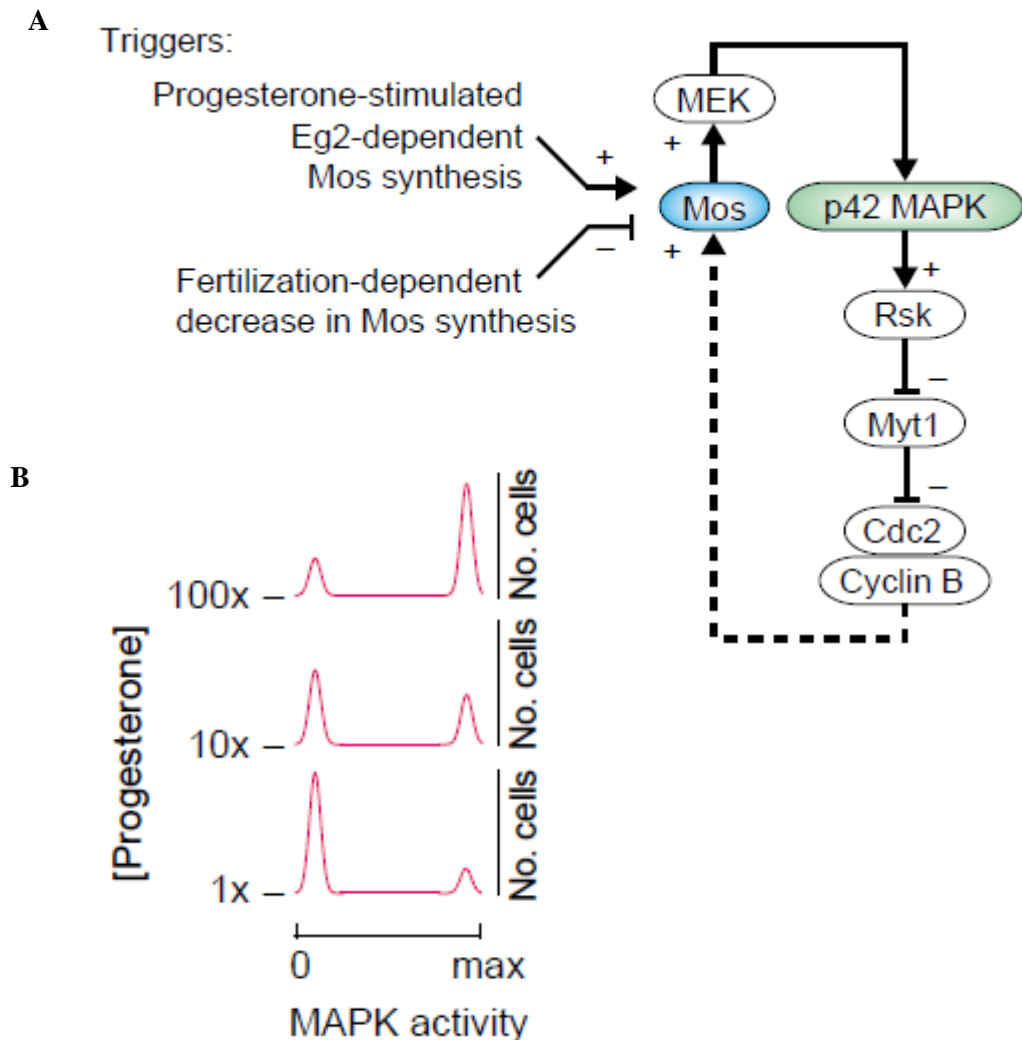 A
Triggers:
Progesterone-stimulated
Eg2-dependent
Mos synthesis
+
–
Fertilization-dependent
decrease in Mos synthesis
MEK
+
Mos
+
p42 MAPK
+
Rsk
–
Myt1
–
Cdc2
Cyclin B
B
[Progesterone]
100x –
No. cells
10x –
No. cells
1x –
No. cells
0 max
MAPK activity